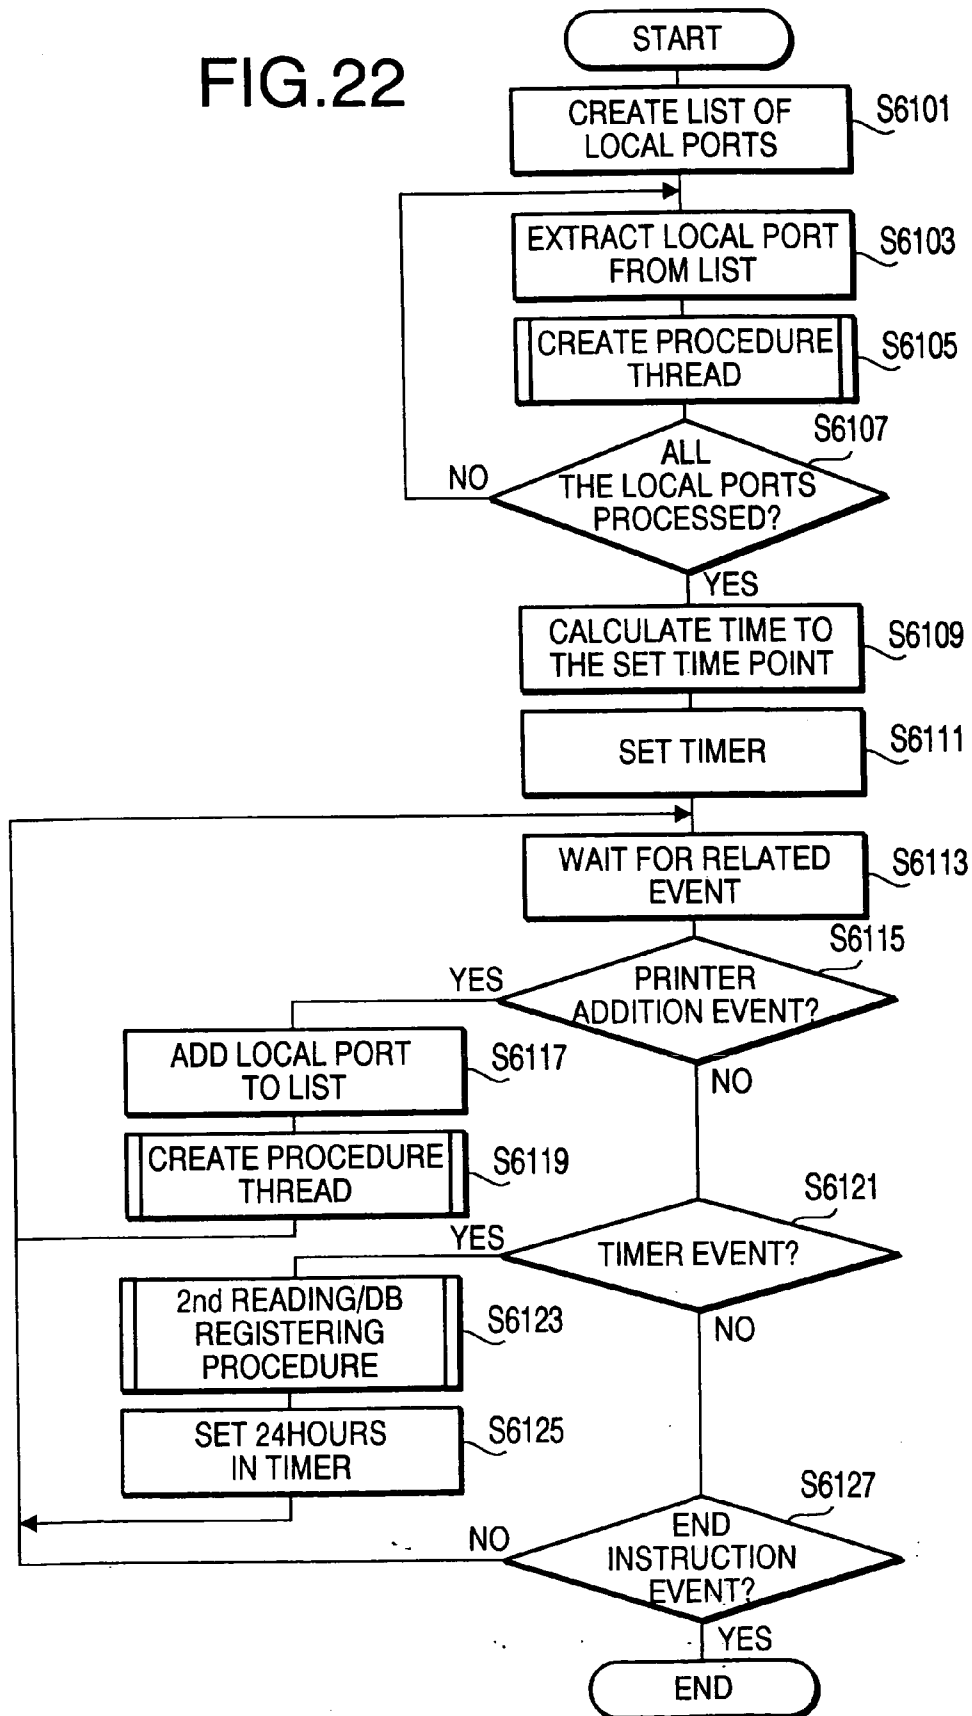 FIG.22
START
CREATE LIST OF
LOCAL PORTS
S6101
EXTRACT LOCAL PORT
FROM LIST
S6103
CREATE PROCEDURE
THREAD
S6105
S6107
ALL
THE LOCAL PORTS
PROCESSED?
NO
YES
CALCULATE TIME TO
THE SET TIME POINT
S6109
SET TIMER
S6111
WAIT FOR RELATED
EVENT
S6113
S6115
PRINTER
ADDITION EVENT?
YES
NO
ADD LOCAL PORT
TO LIST
S6117
CREATE PROCEDURE
THREAD
S6119
S6121
TIMER EVENT?
YES
NO
2nd READING/DB
REGISTERING
PROCEDURE
S6123
SET 24HOURS
IN TIMER
S6125
S6127
END
INSTRUCTION
EVENT?
NO
YES
END